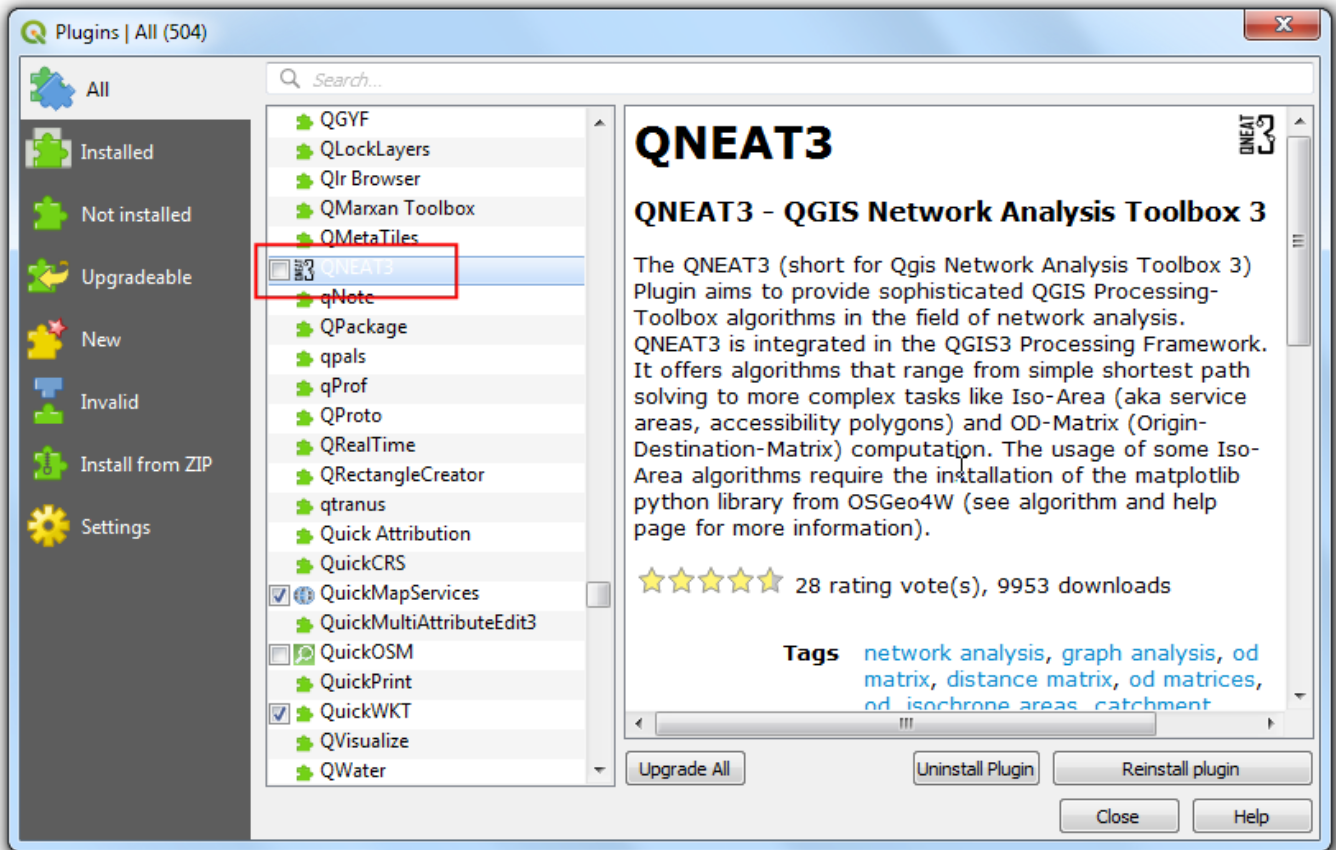 Plugins | All (504)
Search...
All
Installed
Not installed
Upgradeable
New
Invalid
Install from ZIP
Settings
QGYF
QLockLayers
Qlr Browser
QMarxan Toolbox
QMetaTiles
QNEAT3
qNote
QPackage
qpals
qProf
QProto
QRealTime
QRectangleCreator
qtranus
Quick Attribution
QuickCRS
QuickMapServices
QuickMultiAttributeEdit3
QuickOSM
QuickPrint
QuickWKT
QVisualize
QWater
QNEAT3
QNEAT
3
QNEAT3 - QGIS Network Analysis Toolbox 3
The QNEAT3 (short for Qgis Network Analysis Toolbox 3)
Plugin aims to provide sophisticated QGIS Processing-
Toolbox algorithms in the field of network analysis.
QNEAT3 is integrated in the QGIS3 Processing Framework.
It offers algorithms that range from simple shortest path
solving to more complex tasks like Iso-Area (aka service
areas, accessibility polygons) and OD-Matrix (Origin-
Destination-Matrix) computation. The usage of some Iso-
Area algorithms require the installation of the matplotlib
python library from OSGeo4W (see algorithm and help
page for more information).
28 rating vote(s), 9953 downloads
Tags network analysis, graph analysis, od
matrix, distance matrix, od matrices,
od, isochrone areas, catchment
Upgrade All
Uninstall Plugin
Reinstall plugin
Close
Help